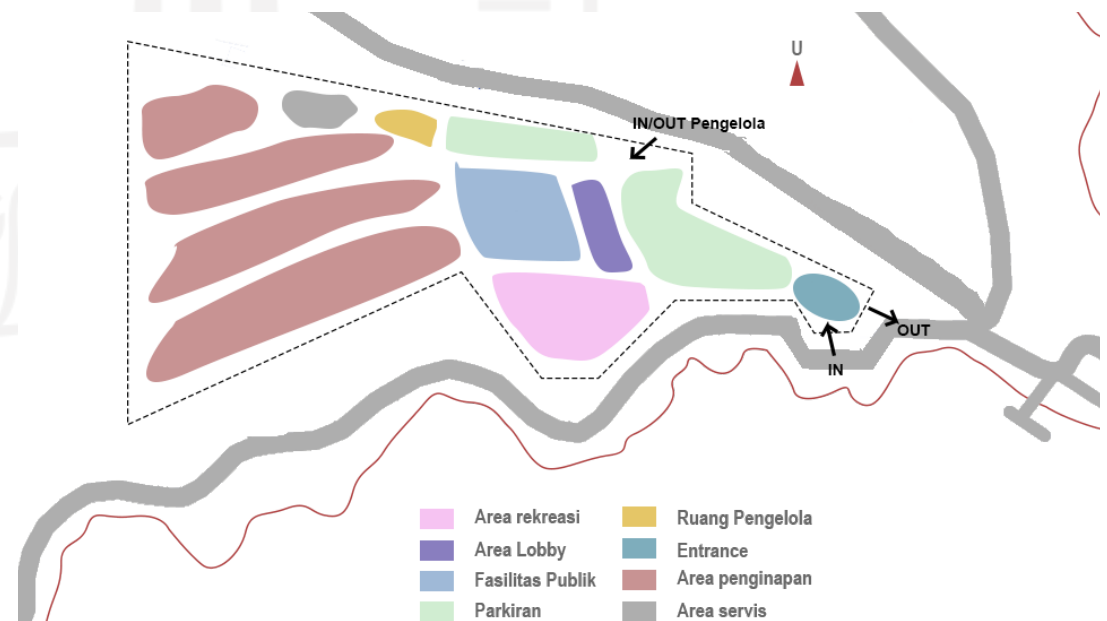 U
IN/OUT Pengelola
OUT
IN
Area rekreasi
Area Lobby
Fasilitas Publik
Parkiran
Ruang Pengelola
Entrance
Area penginapan
Area servis